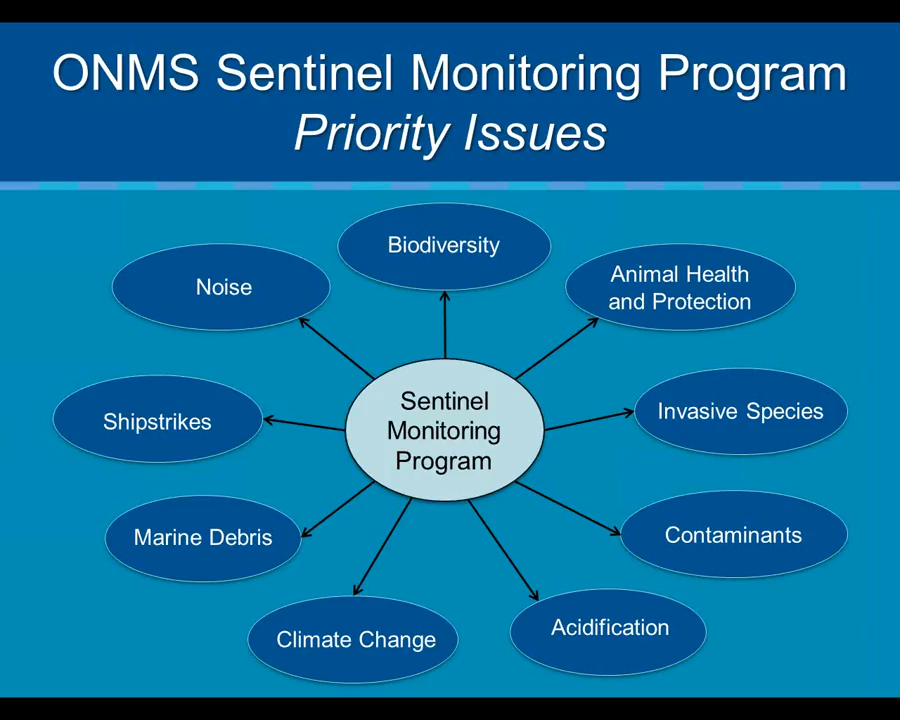 ONMS Sentinel Monitoring Program
Priority Issues
Biodiversity
Noise
Animal Health
and Protection
Shipstrikes
Sentinel
Monitoring
Program
Invasive Species
Marine Debris
Contaminants
Climate Change
Acidification